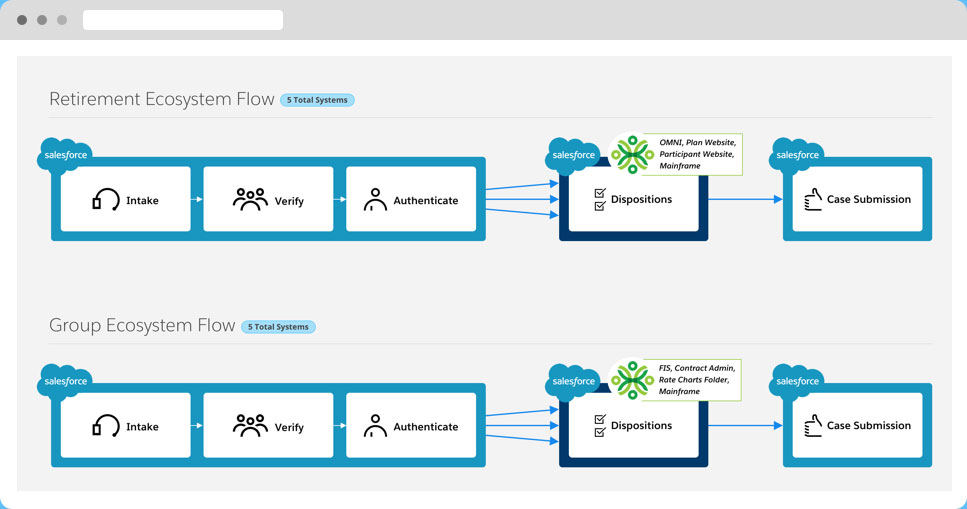 Retirement Ecosystem Flow 5 Total Systems
salesforce
salesforce
OMNI, Plan Website,
Participant Website,
Mainframe
salesforce
Intake
Verify
Authenticate
Dispositions
Case Submission
Group Ecosystem Flow 5 Total Systems
salesforce
salesforce
FIS, Contract Admin,
Rate Charts Folder,
Mainframe
salesforce
Intake
Verify
Authenticate
Dispositions
Case Submission